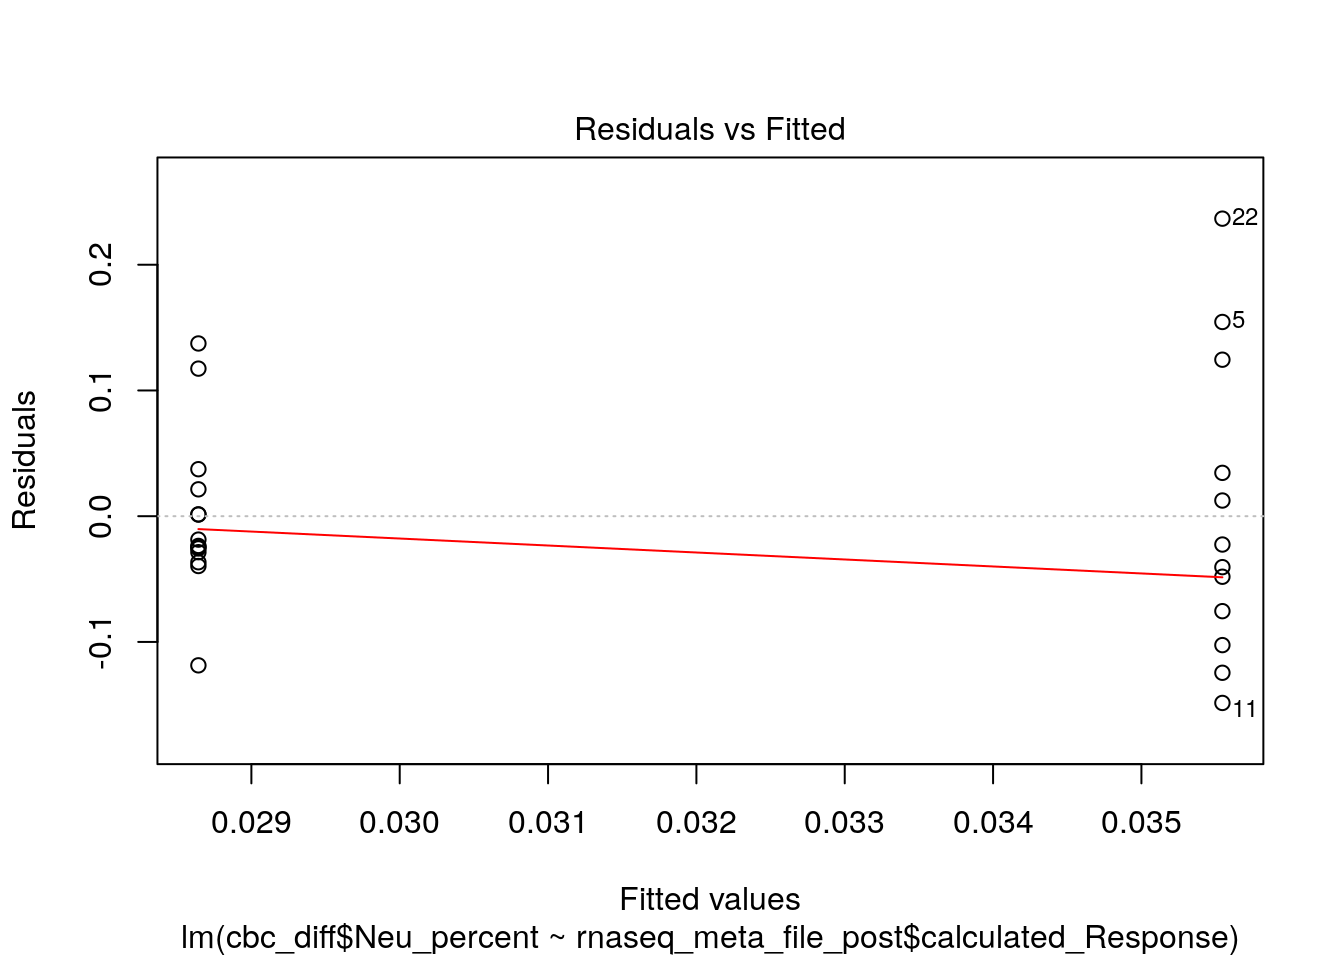 Residuals vs Fitted
Residuals
0.2
0.1
0.0
-0.1
22
5
11
0.029 0.030 0.031 0.032 0.033 0.034 0.035
Fitted values
lm(cbc_diff$Neu_percent ~ rnaseq_meta_file_post$calculated_Response)